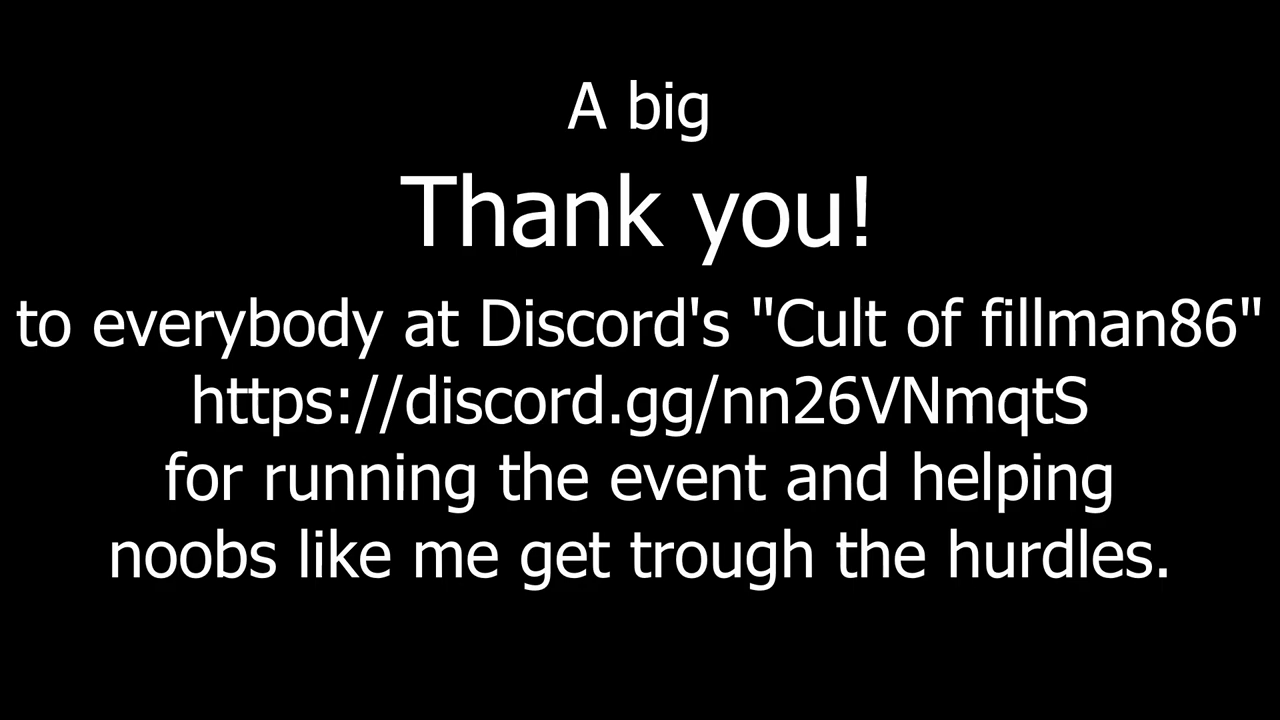 A big
Thank you!
to everybody at Discord's "Cult of fillman86"
https://discord.gg/nn26VNmqtS
for running the event and helping
noobs like me get trough the hurdles.